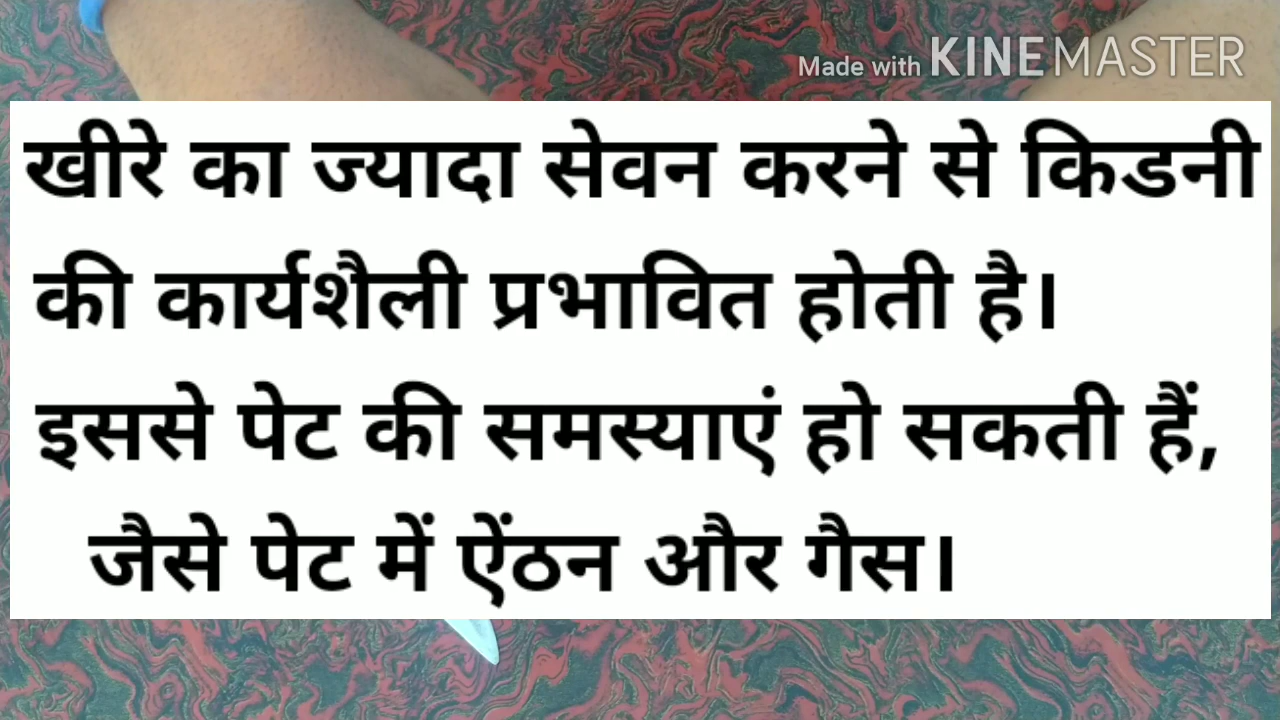 Made with KINEMASTER
खीरे का ज्यादा सेवन करने से किडनी
की कार्यशैली प्रभावित होती है।
इससे पेट की समस्याएं हो सकती हैं,
जैसे पेट में ऐंठन और गैस।